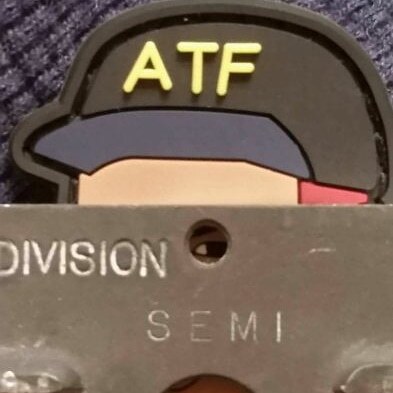 ATF
DIVISION
SEMI